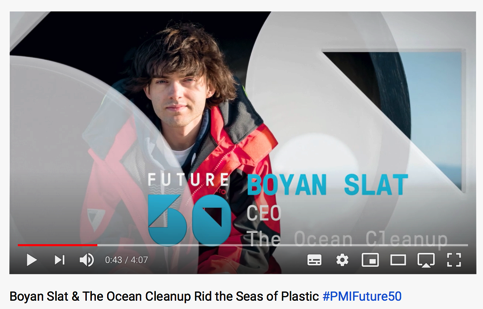 FUTURE
50
BOYAN SLAT
CEO
The Ocean Cleanup
0:43 / 4:07
Boyan Slat & The Ocean Cleanup Rid the Seas of Plastic #PMIFuture50